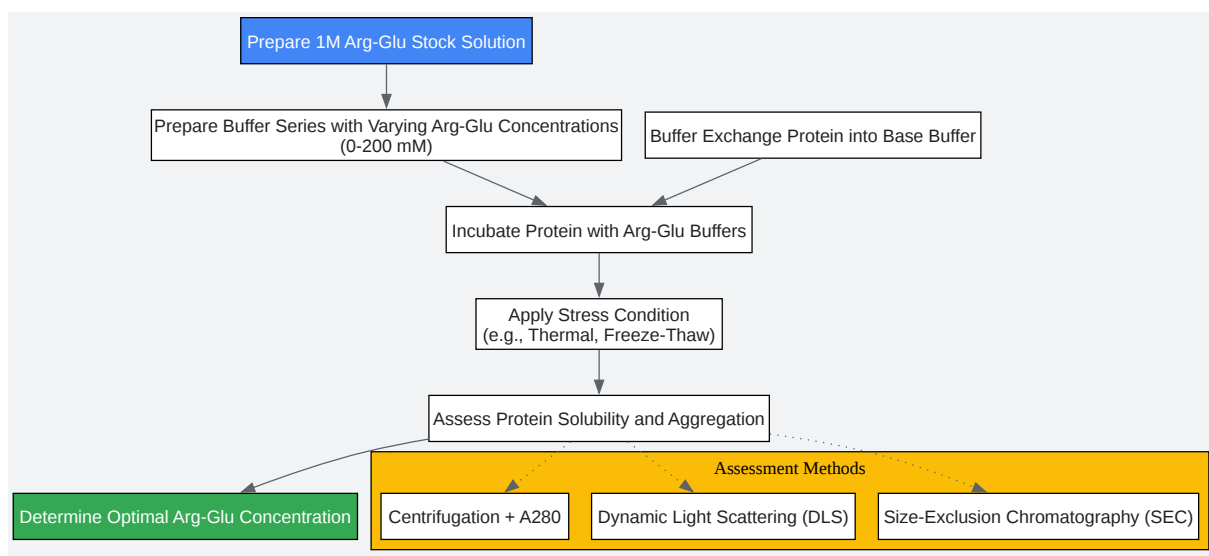 Prepare 1M Arg-Glu Stock Solution
Prepare Buffer Series with Varying Arg-Glu Concentrations
(0-200 mM)
Buffer Exchange Protein into Base Buffer
Incubate Protein with Arg-Glu Buffers
Apply Stress Condition
(e.g., Thermal, Freeze-Thaw)
Assess Protein Solubility and Aggregation
Assessment Methods
Determine Optimal Arg-Glu Concentration
Centrifugation + A280
Dynamic Light Scattering (DLS)
Size-Exclusion Chromatography (SEC)